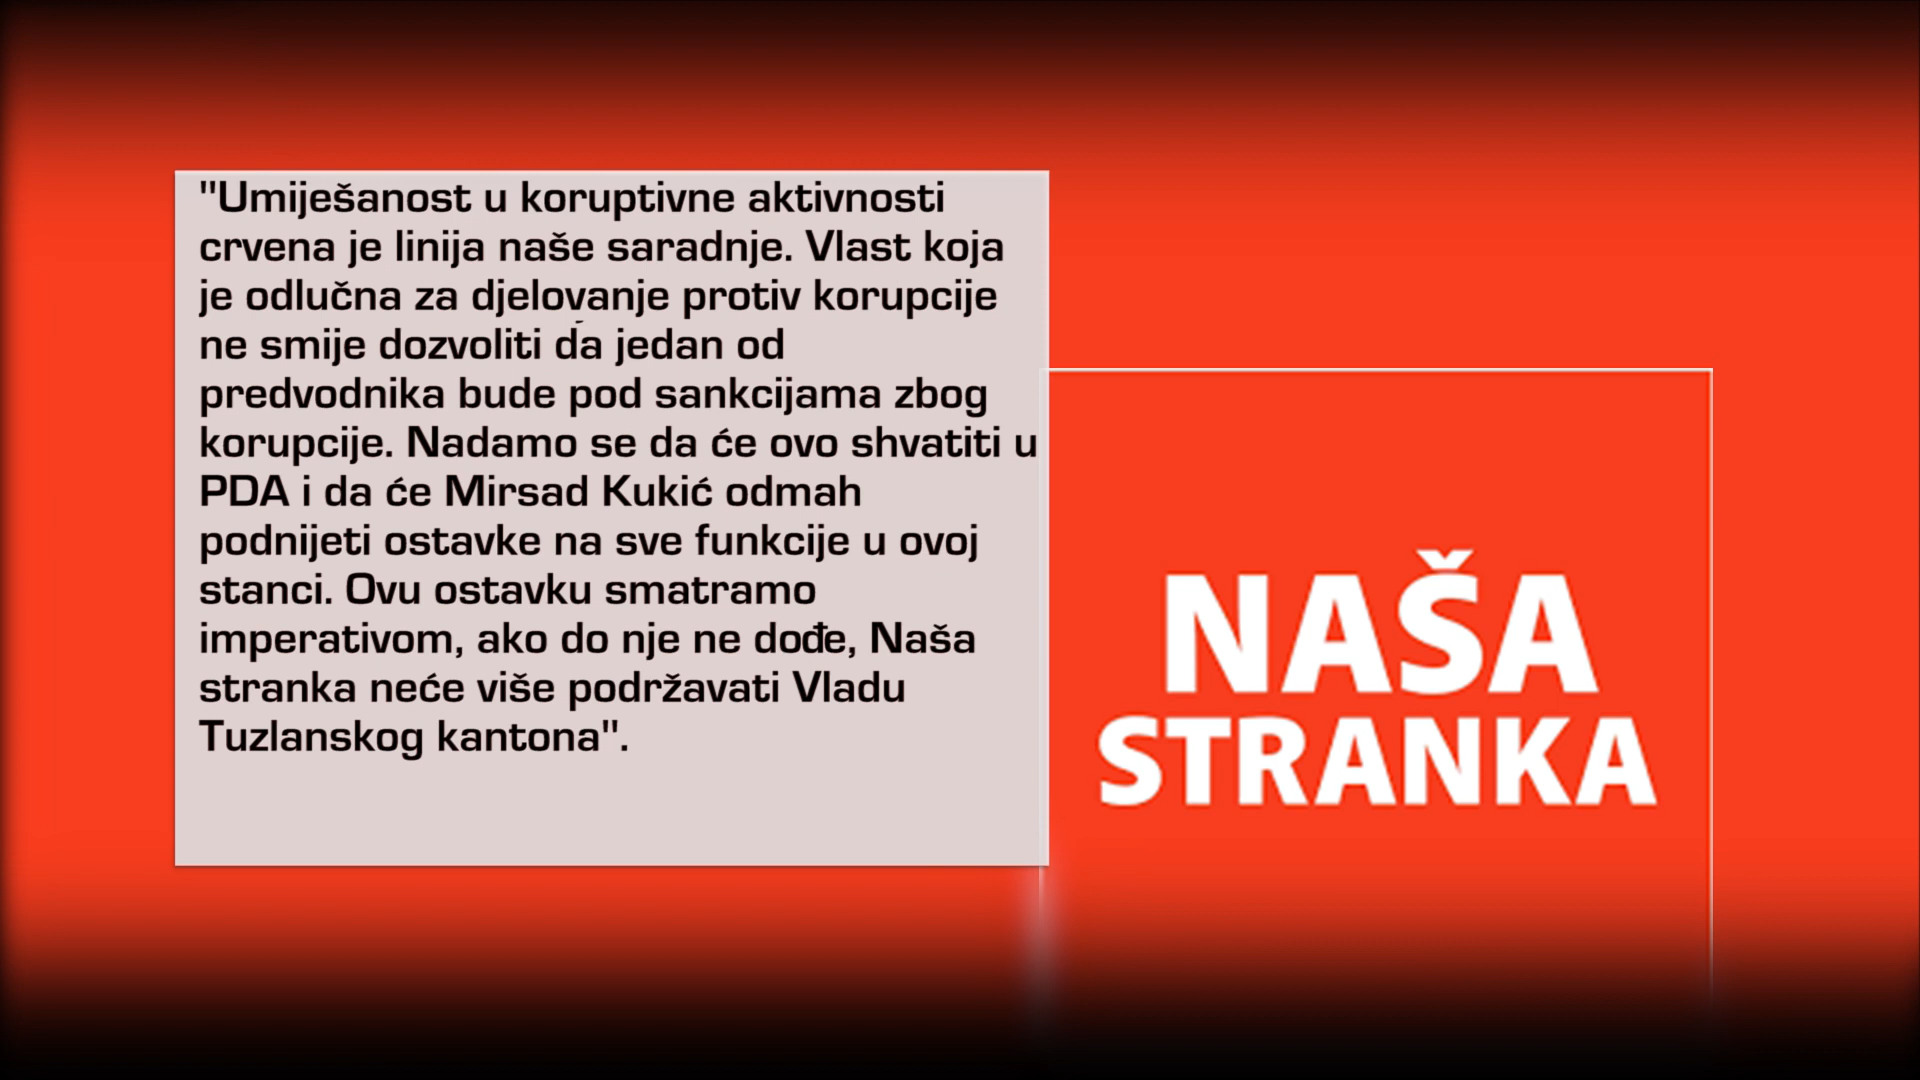 "Umiješanost u koruptivne aktivnosti
crvena je linija naše saradnje. Vlast koja
je odlučna za djelovanje protiv korupcije
ne smije dozvoliti da jedan od
predvodnika bude pod sankcijama zbog
korupcije. Nadamo se da će ovo shvatiti u
PDA i da će Mirsad Kukić odmah
podnijeti ostavke na sve funkcije u ovoj
stanci. Ovu ostavku smatramo
imperativom, ako do nje ne dođe, Naša
stranka neće više podržavati Vladu
Tuzlanskog kantona".
NAŠA
STRANKA